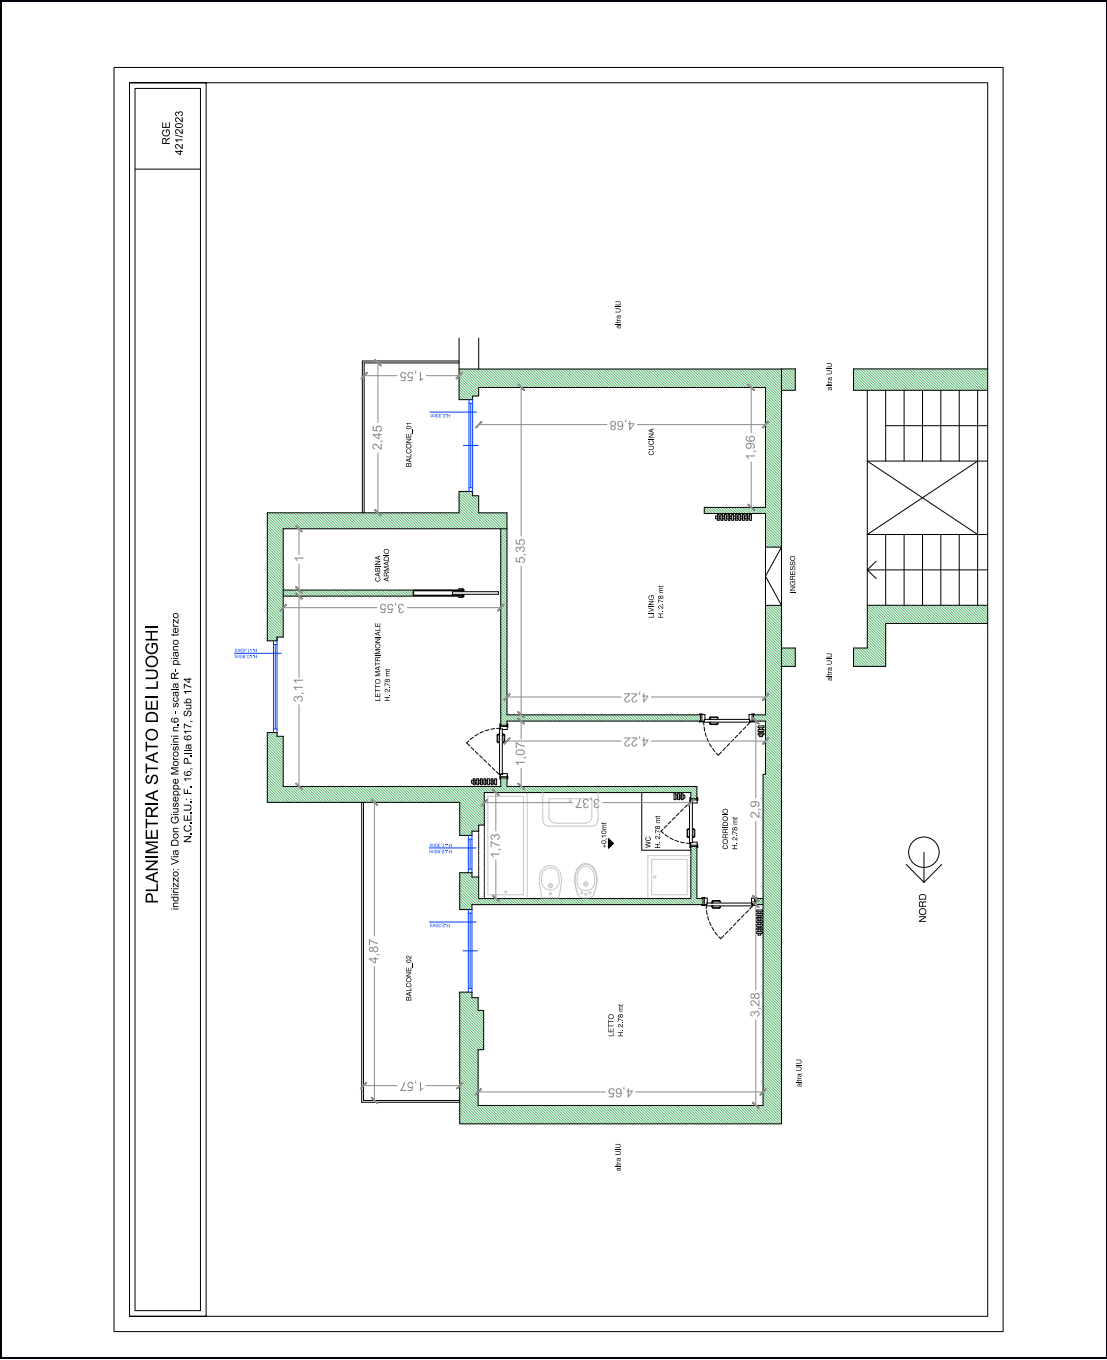 RGE
421/2023
PLANIMETRIA STATO DEI LUOGHI
indirizzo: Via Don Giuseppe Morosini n.6 - scala R- piano terzo
N.C.E.U.: F. 16, P.lla 617, Sub 174
altra UIU
altra UIU
1,55
2,45
BALCONE_01
4,68
CUCINA
1,96
5,35
CABINA
ARMADIO
1
3,55
LETTO MATRIMONIALE
H. 2.78 mt
3,11
LIVING
H. 2.78 mt
INGRESSO
altra UIU
4,22
4,22
1,07
3,37
1,73
+0,10mt
WC
H. 2.78 mt
CORRIDOIO
H. 2.78 mt
2,9
NORD
4,87
BALCONE_02
1,57
LETTO
H. 2.78 mt
3,28
4,65
altra UIU
altra UIU